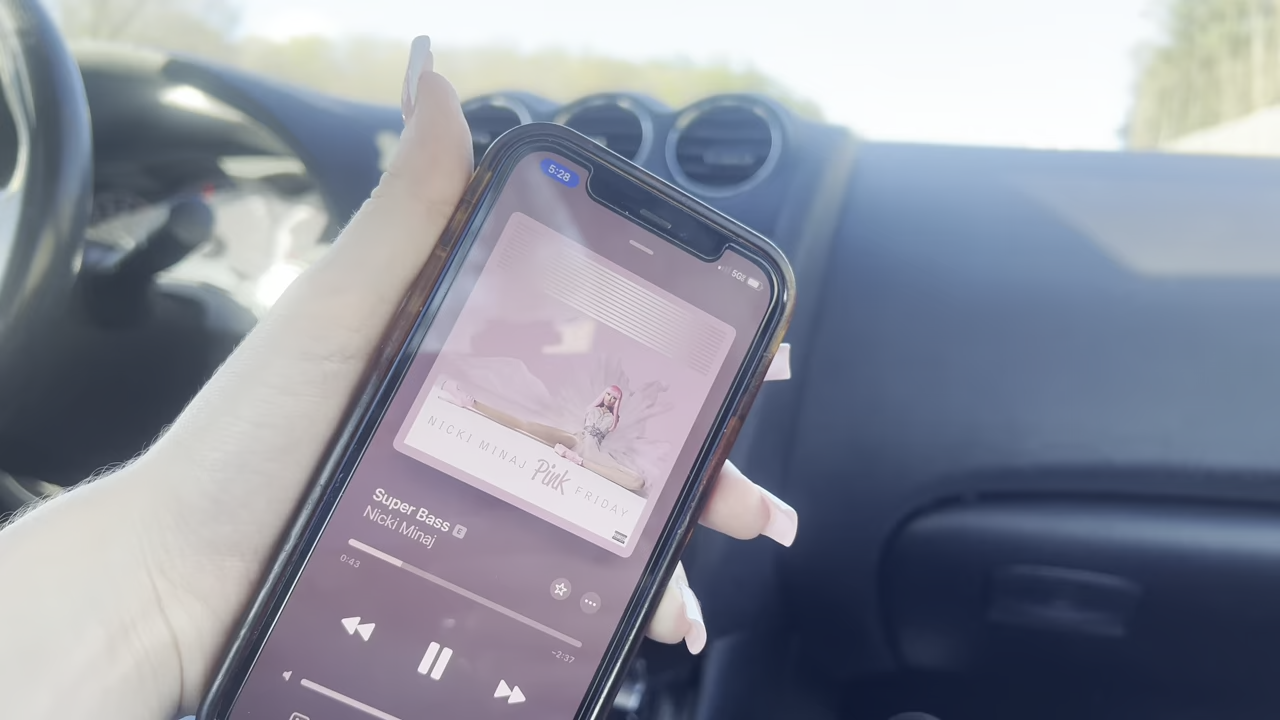 5:28
5G
NICKI MINAJ Pink FRIDAY
Super Bass E
Nicki Minaj
0:43
-2:37